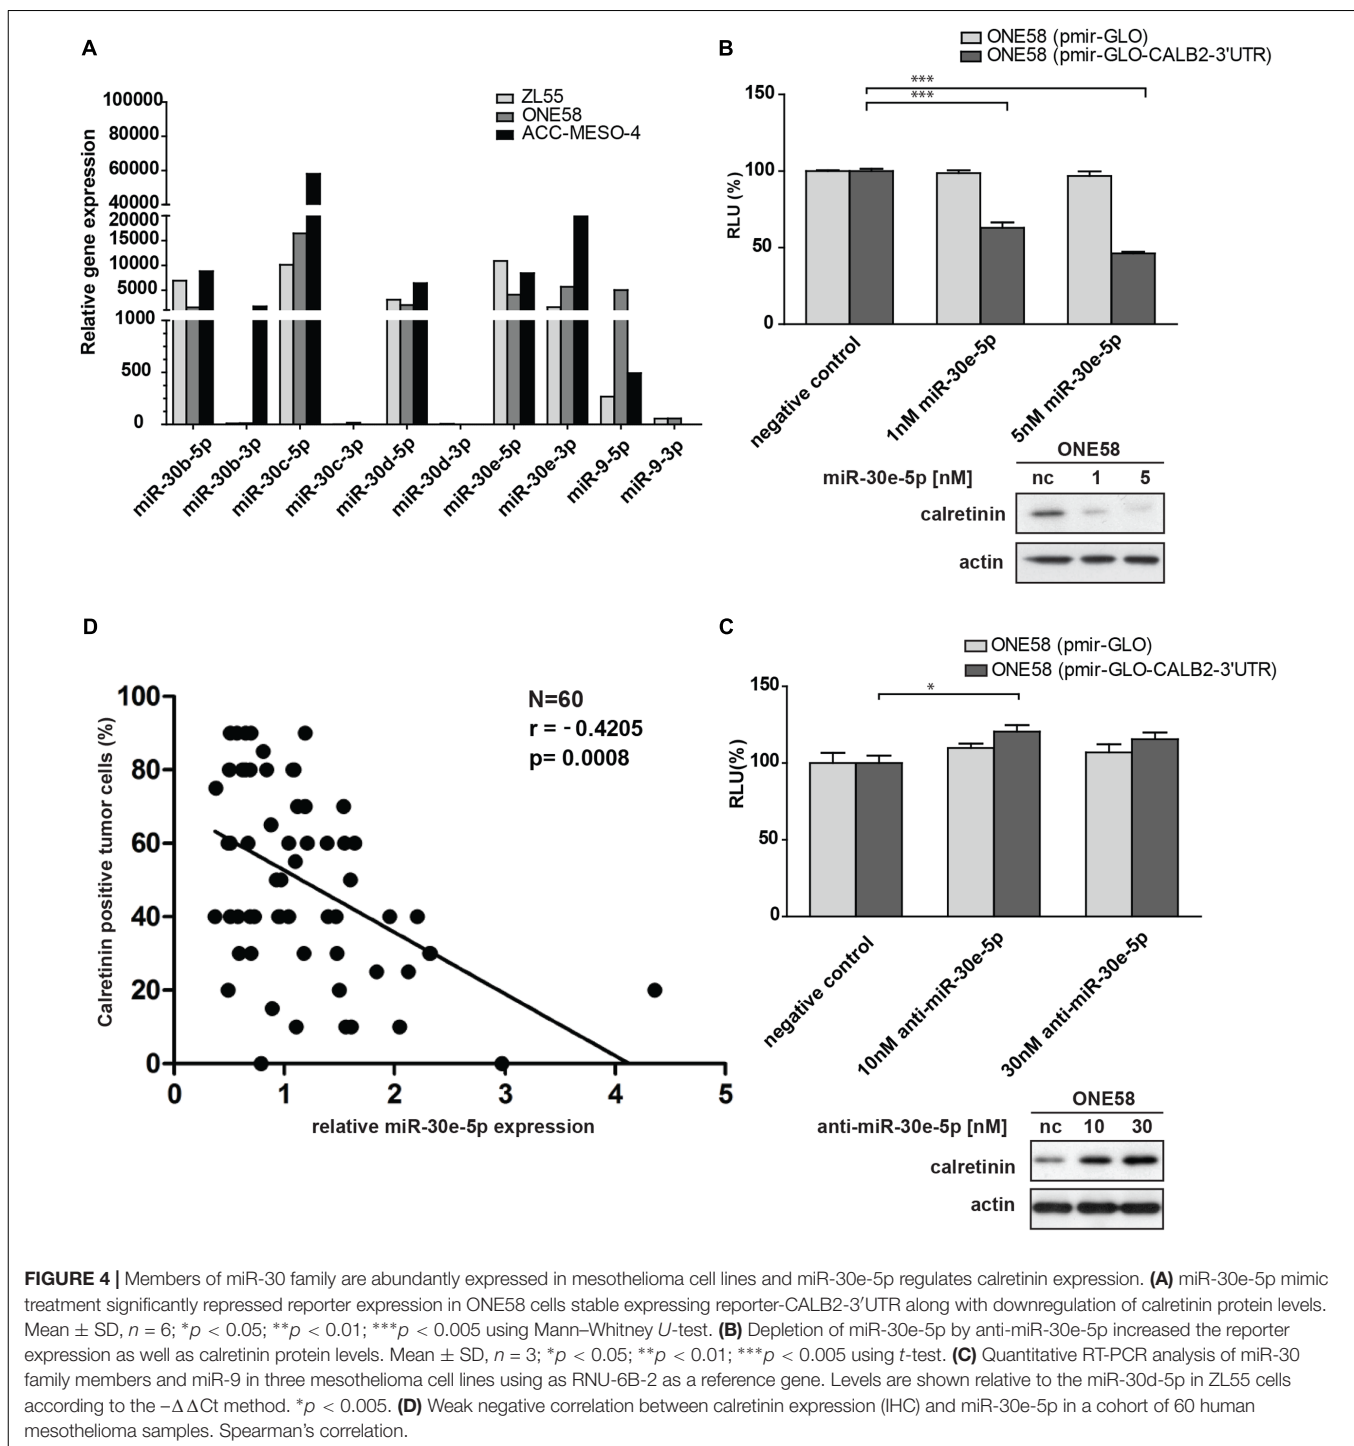 A
ZL55
ONE58
ACC-MESO-4
Relative gene expression
100000
80000
60000
40000
20000
15000
10000
5000
1000
500
0
miR-30b-5p
miR-30b-3p
miR-30c-5p
miR-30c-3p
miR-30d-5p
miR-30d-3p
miR-30e-5p
miR-30e-3p
miR-9-5p
miR-9-3p
B
ONE58 (pmir-GLO)
ONE58 (pmir-GLO-CALB2-3'UTR)
***
***
RLU (%)
150
100
50
0
negative control
1nM miR-30e-5p
5nM miR-30e-5p
ONE58
miR-30e-5p [nM] nc 1 5
calretinin
actin
D
N=60
r = -0.4205
p= 0.0008
Calretinin positive tumor cells (%)
100
80
60
40
20
0
0 1 2 3 4 5
relative miR-30e-5p expression
C
ONE58 (pmir-GLO)
ONE58 (pmir-GLO-CALB2-3'UTR)
*
RLU(%)
150
100
50
0
negative control
10nM anti-miR-30e-5p
30nM anti-miR-30e-5p
ONE58
anti-miR-30e-5p [nM] nc 10 30
calretinin
actin
FIGURE 4 | Members of miR-30 family are abundantly expressed in mesothelioma cell lines and miR-30e-5p regulates calretinin expression. (A) miR-30e-5p mimic
treatment significantly repressed reporter expression in ONE58 cells stable expressing reporter-CALB2-3′UTR along with downregulation of calretinin protein levels.
Mean ± SD, n = 6; *p < 0.05; **p < 0.01; ***p < 0.005 using Mann–Whitney U-test. (B) Depletion of miR-30e-5p by anti-miR-30e-5p increased the reporter
expression as well as calretinin protein levels. Mean ± SD, n = 3; *p < 0.05; **p < 0.01; ***p < 0.005 using t-test. (C) Quantitative RT-PCR analysis of miR-30
family members and miR-9 in three mesothelioma cell lines using as RNU-6B-2 as a reference gene. Levels are shown relative to the miR-30d-5p in ZL55 cells
according to the −ΔΔCt method. *p < 0.005. (D) Weak negative correlation between calretinin expression (IHC) and miR-30e-5p in a cohort of 60 human
mesothelioma samples. Spearman's correlation.